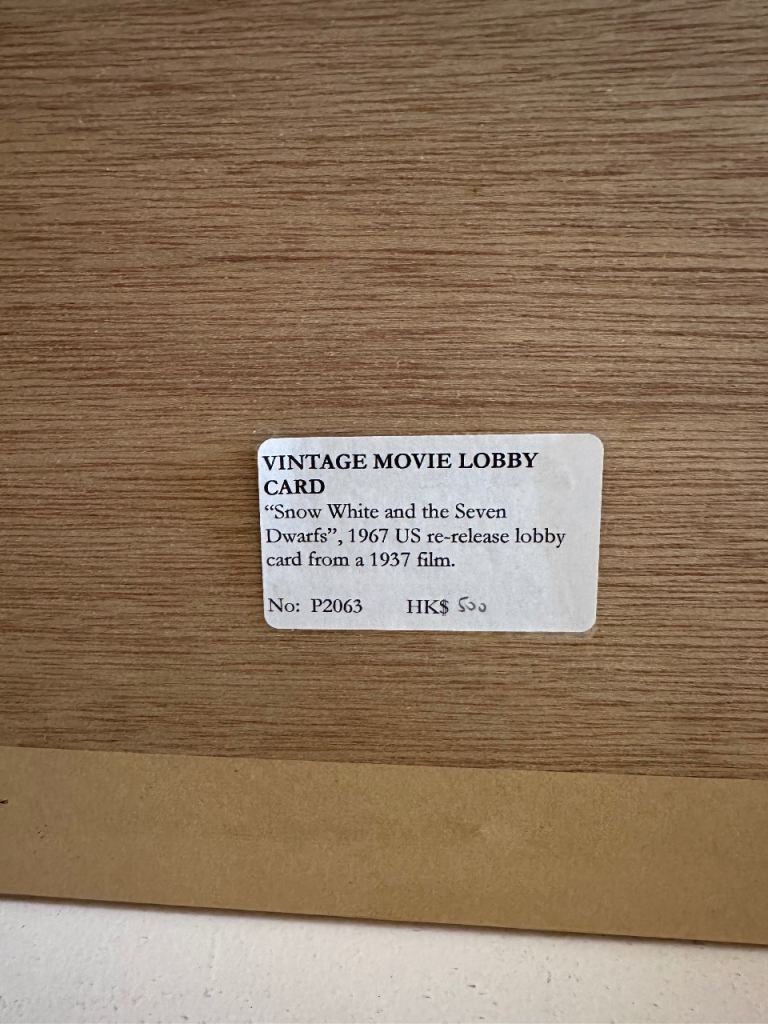 VINTAGE MOVIE LOBBY
CARD
“Snow White and the Seven
Dwarfs”, 1967 US re-release lobby
card from a 1937 film.
No: P2063 HK$ 500